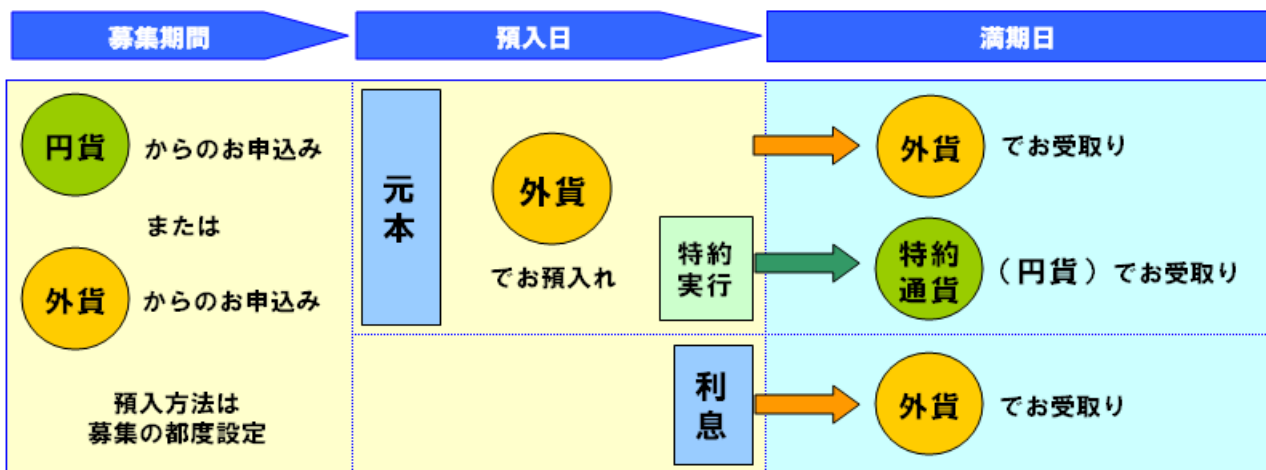 募集期間
預入日
満期日
円貨 からのお申込み
または
外貨 からのお申込み
預入方法は
募集の都度設定
元
本
外貨
でお預入れ
特約
実行
外貨 でお受取り
特約
通貨
（円貨）でお受取り
利
息
外貨 でお受取り